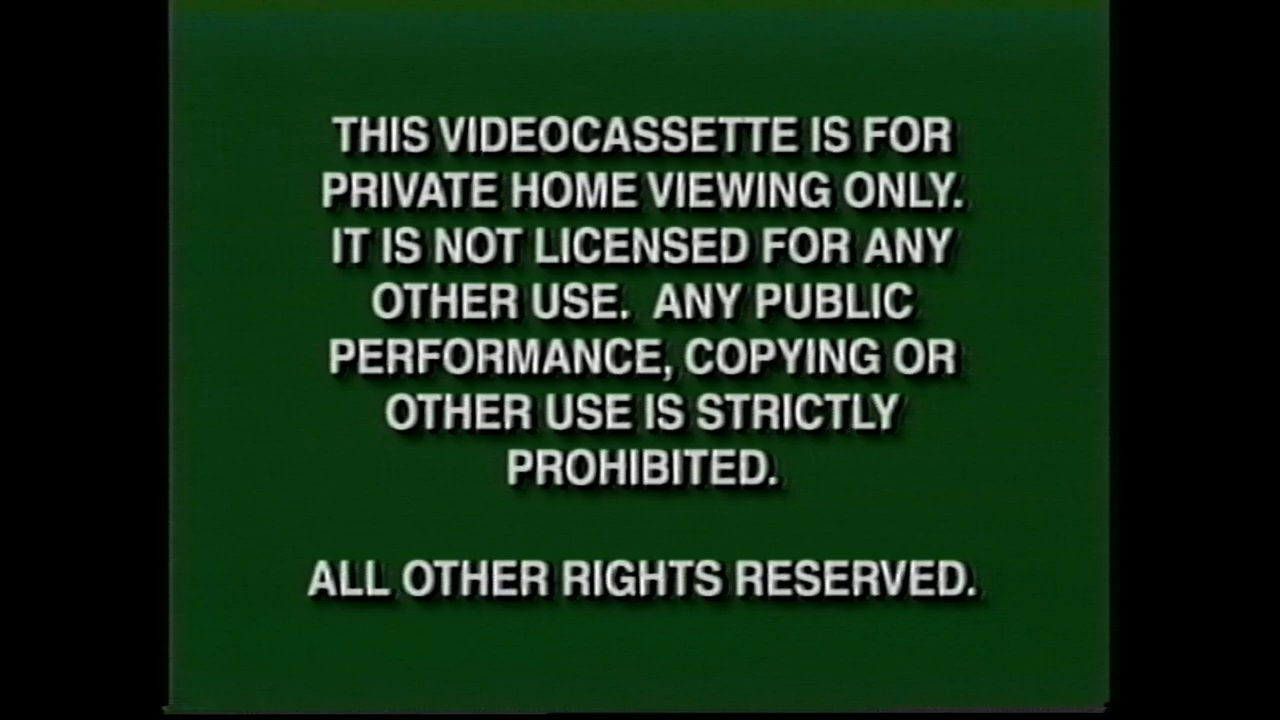 THIS VIDEOCASSETTE IS FOR
PRIVATE HOME VIEWING ONLY.
IT IS NOT LICENSED FOR ANY
OTHER USE.  ANY PUBLIC
PERFORMANCE, COPYING OR
OTHER USE IS STRICTLY
PROHIBITED.
ALL OTHER RIGHTS RESERVED.